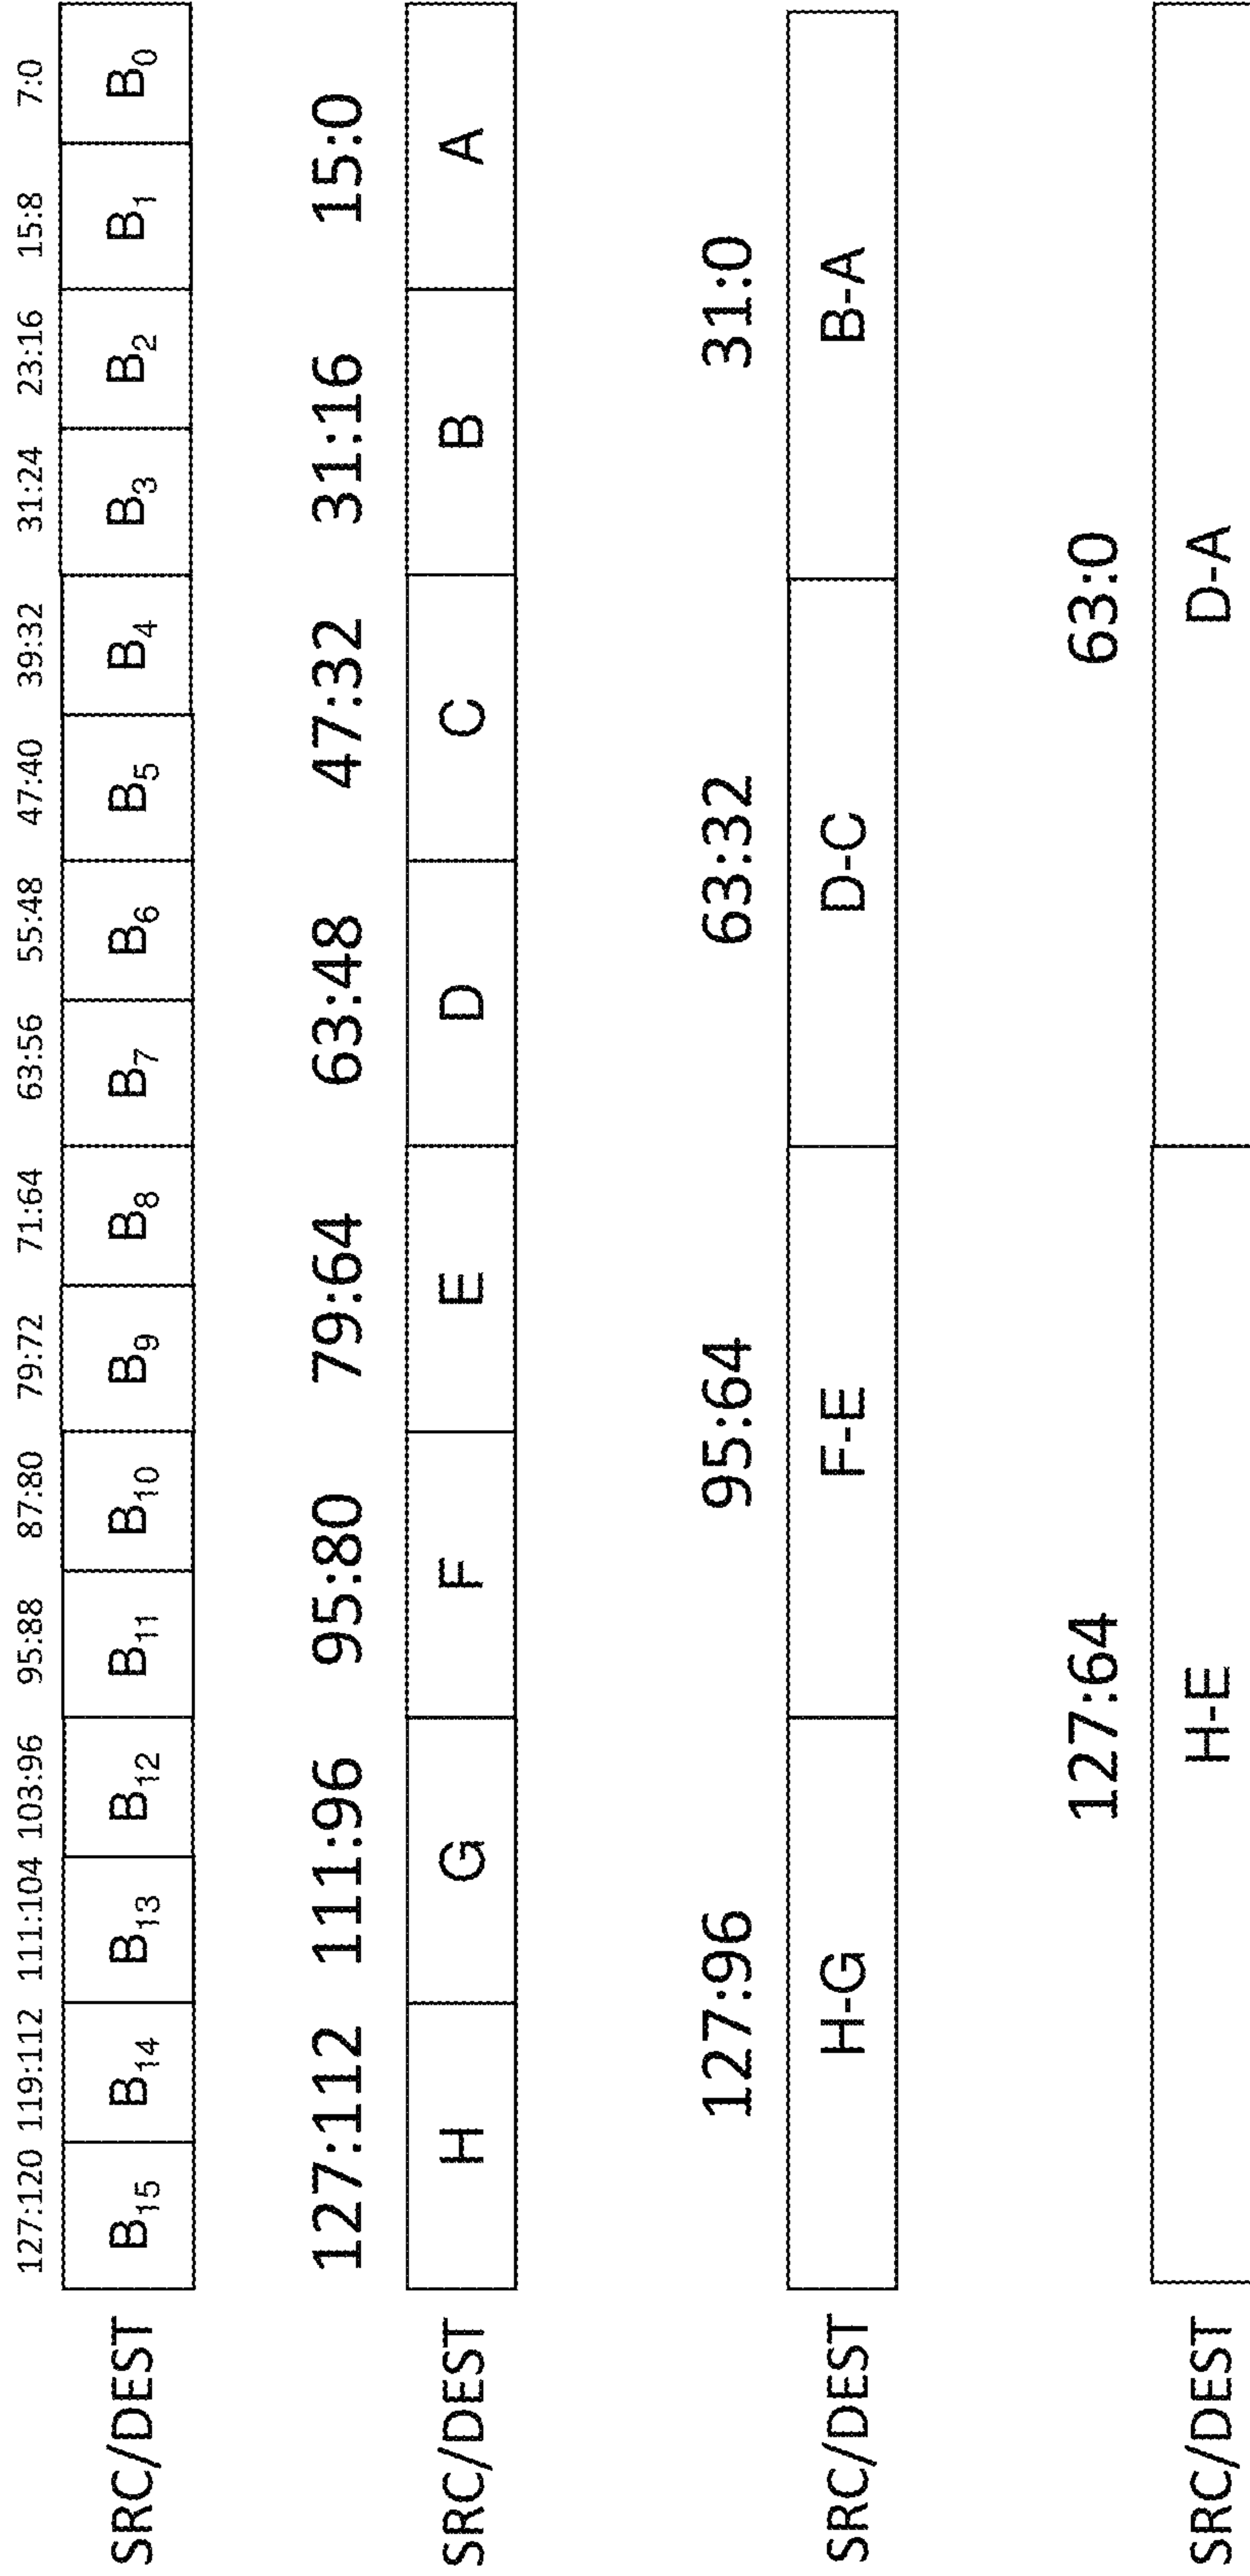 127:120 119:112 111:104 103:96 95:88 87:80 79:72 71:64 63:56 55:48 47:40 39:32 31:24 23:16 15:8 7:0
SRC/DEST B15 B14 B13 B12 B11 B10 B9 B8 B7 B6 B5 B4 B3 B2 B1 B0
127:112 111:96 95:80 79:64 63:48 47:32 31:16 15:0
SRC/DEST H G F E D C B A
127:96 95:64 63:32 31:0
SRC/DEST H-G F-E D-C B-A
127:64 63:0
SRC/DEST H-E D-A